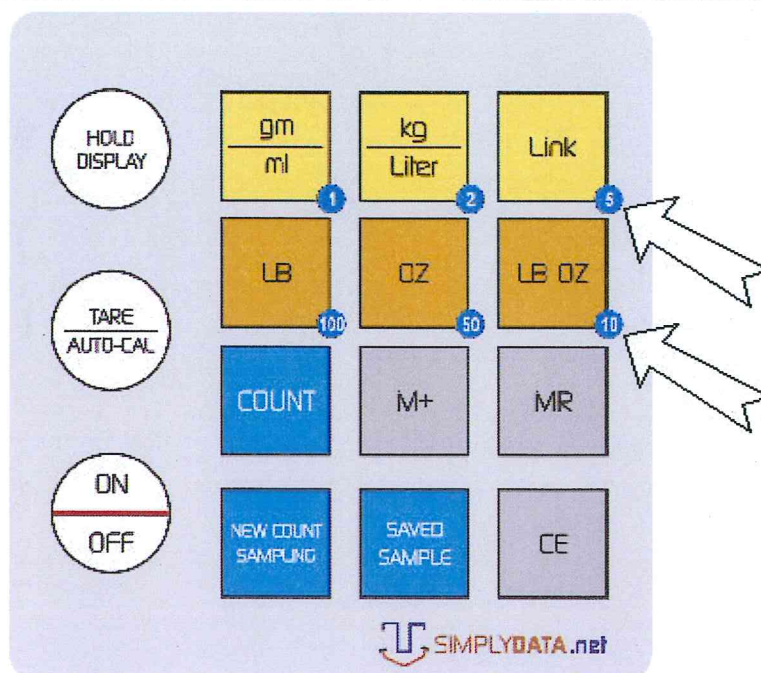 HOLD
DISPLAY
gm
ml
1
kg
Liter
2
Link
5
TARE
AUTO-CAL
LB
100
OZ
50
LB OZ
10
COUNT
M+
MR
ON
OFF
NEW COUNT
SAMPLING
SAVED
SAMPLE
CE
SIMPLYDATA.net